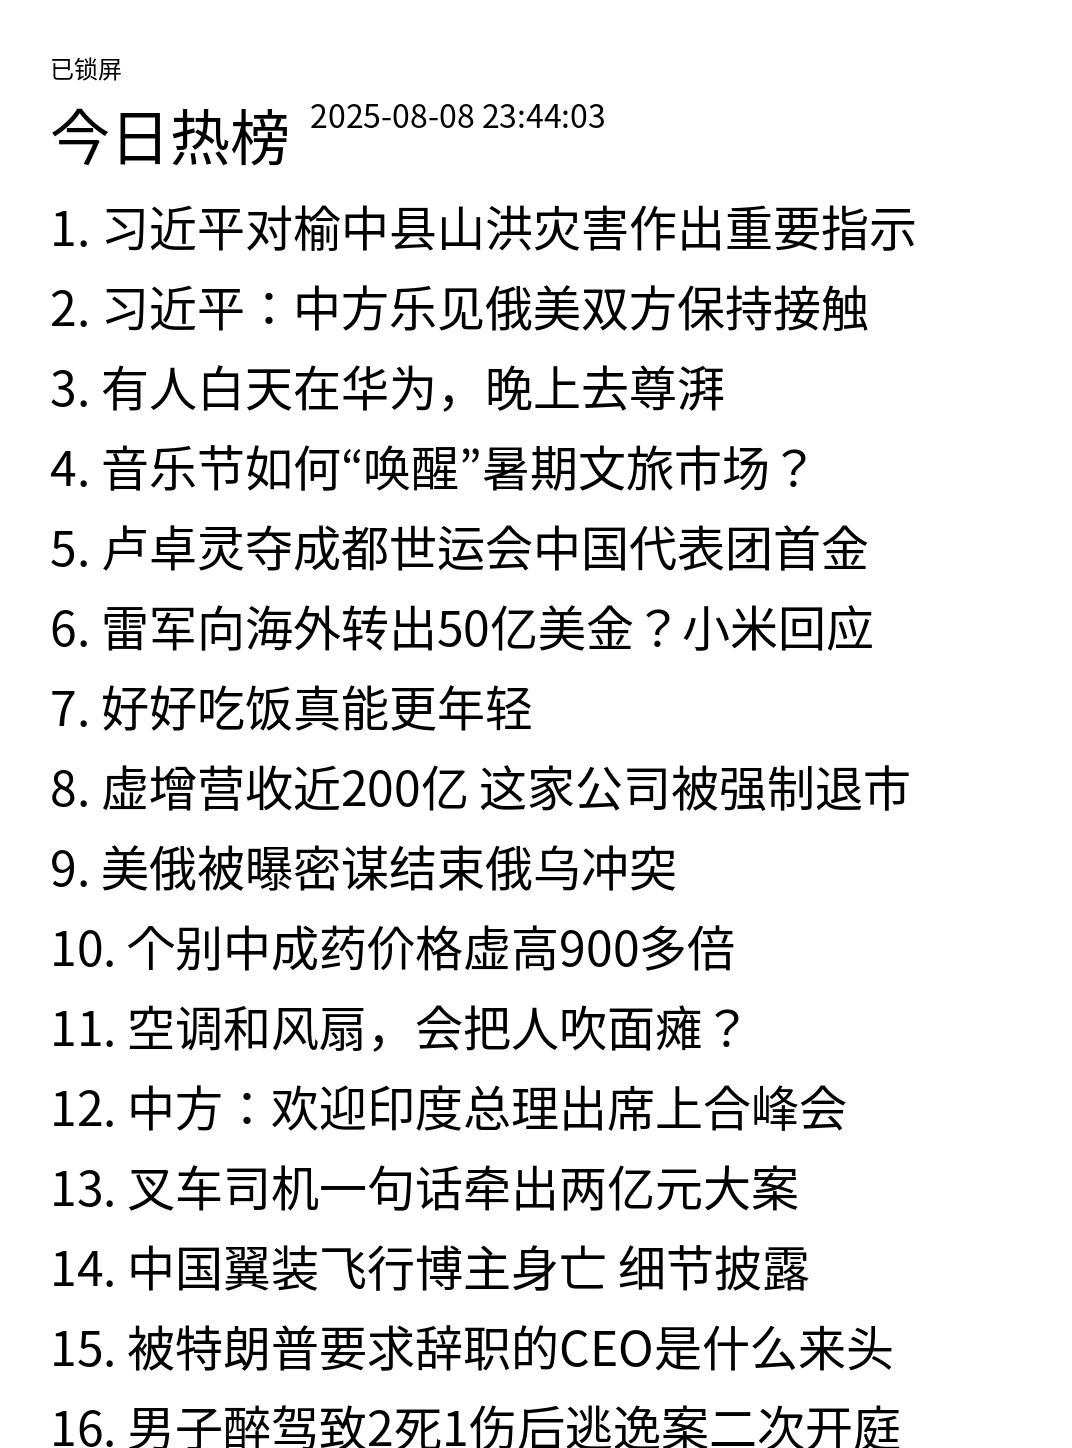 已锁屏
今日热榜 2025-08-08 23:44:03
1. 习近平对榆中县山洪灾害作出重要指示
2. 习近平：中方乐见俄美双方保持接触
3. 有人白天在华为，晚上去尊湃
4. 音乐节如何“唤醒”暑期文旅市场？
5. 卢卓灵夺成都世运会中国代表团首金
6. 雷军向海外转出50亿美金？小米回应
7. 好好吃饭真能更年轻
8. 虚增营收近200亿 这家公司被强制退市
9. 美俄被曝密谋结束俄乌冲突
10. 个别中成药价格虚高900多倍
11. 空调和风扇，会把人吹面瘫？
12. 中方：欢迎印度总理出席上合峰会
13. 叉车司机一句话牵出两亿元大案
14. 中国翼装飞行博主身亡 细节披露
15. 被特朗普要求辞职的CEO是什么来头
16. 男子醉驾致2死1伤后逃逸案二次开庭